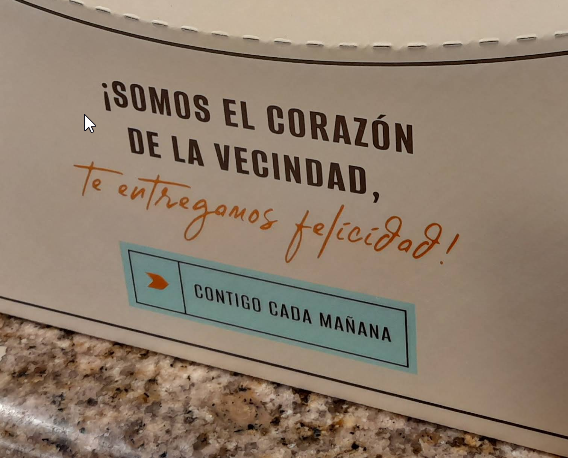 ¡SOMOS EL CORAZÓN
DE LA VECINDAD,
te entregamos felicidad!
CONTIGO CADA MAÑANA